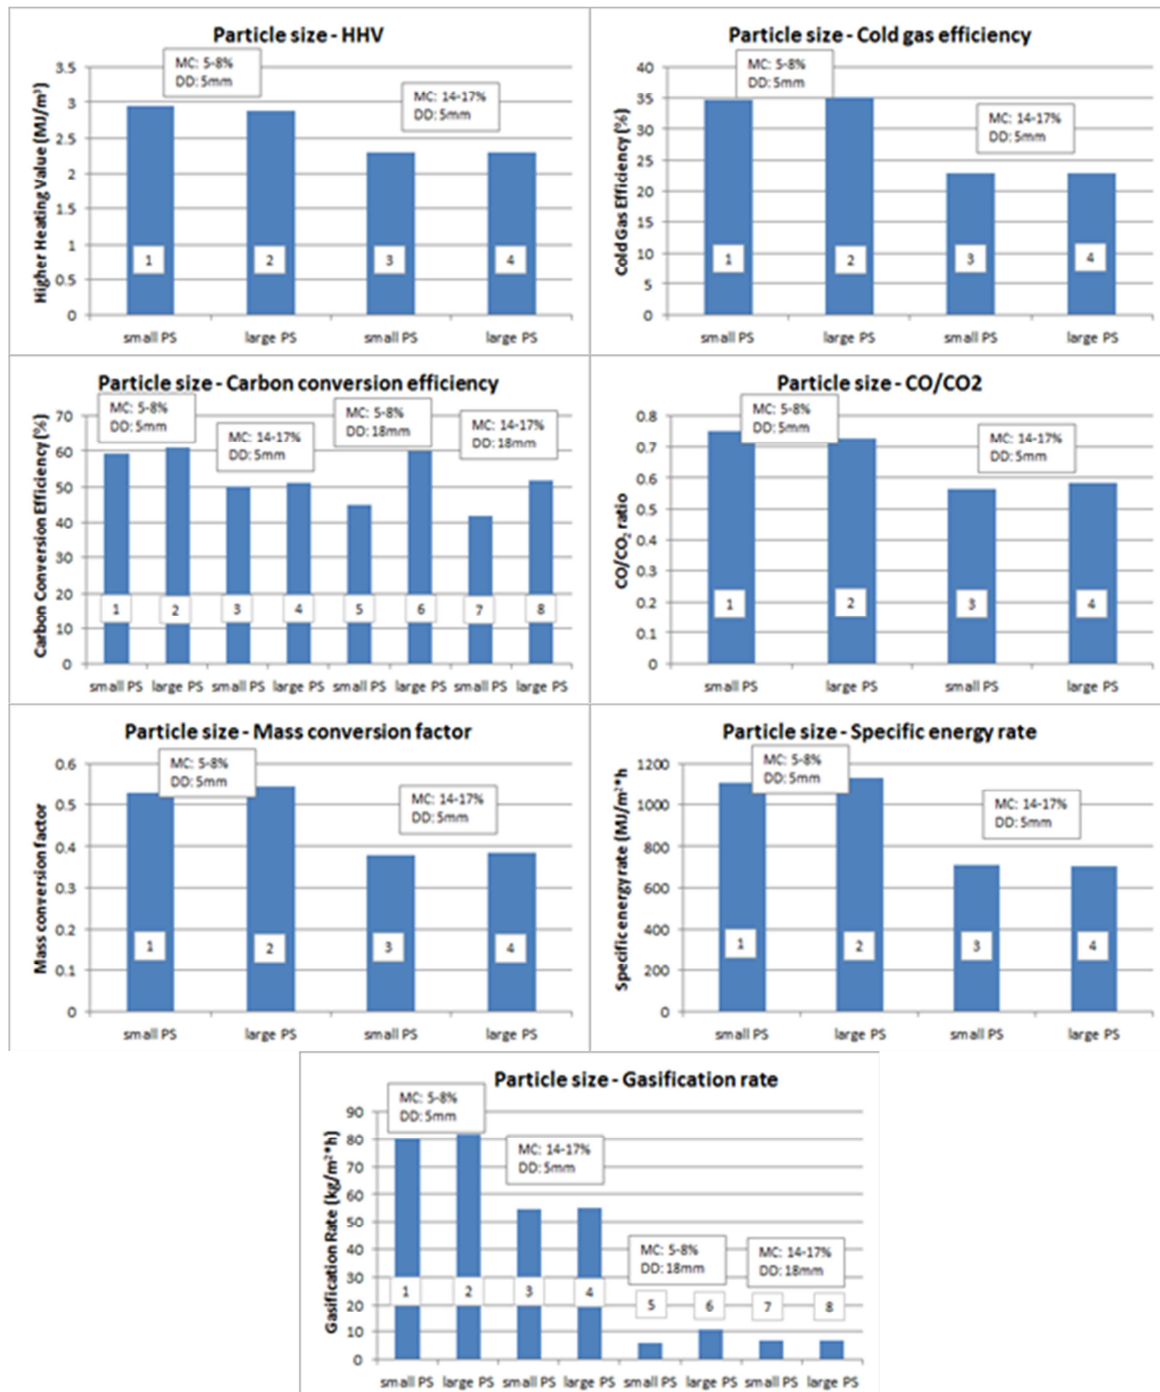 Particle size - HHV
MC: 5-8%
DD: 5mm
MC: 14-17%
DD: 5mm
Higher Heating Value (MJ/m³)
3.5
3
2.5
2
1.5
1
0.5
0
1
2
3
4
small PS
large PS
small PS
large PS
Particle size - Cold gas efficiency
MC: 5-8%
DD: 5mm
MC: 14-17%
DD: 5mm
Cold Gas Efficiency (%)
40
35
30
25
20
15
10
5
0
1
2
3
4
small PS
large PS
small PS
large PS
Particle size - Carbon conversion efficiency
MC: 5-8%
DD: 5mm
MC: 14-17%
DD: 5mm
MC: 5-8%
DD: 18mm
MC: 14-17%
DD: 18mm
Carbon Conversion Efficiency (%)
70
60
50
40
30
20
10
0
1
2
3
4
5
6
7
8
small PS
large PS
small PS
large PS
small PS
large PS
small PS
large PS
Particle size - CO/CO2
MC: 5-8%
DD: 5mm
MC: 14-17%
DD: 5mm
CO/CO₂ ratio
0.8
0.7
0.6
0.5
0.4
0.3
0.2
0.1
0
1
2
3
4
small PS
large PS
small PS
large PS
Particle size - Mass conversion factor
MC: 5-8%
DD: 5mm
MC: 14-17%
DD: 5mm
Mass conversion factor
0.6
0.5
0.4
0.3
0.2
0.1
0
1
2
3
4
small PS
large PS
small PS
large PS
Particle size - Specific energy rate
MC: 5-8%
DD: 5mm
MC: 14-17%
DD: 5mm
Specific energy rate (MJ/m²*h)
1200
1000
800
600
400
200
0
1
2
3
4
small PS
large PS
small PS
large PS
Particle size - Gasification rate
MC: 5-8%
DD: 5mm
MC: 14-17%
DD: 5mm
MC: 5-8%
DD: 18mm
MC: 14-17%
DD: 18mm
Gasification Rate (kg/m²*h)
90
80
70
60
50
40
30
20
10
0
1
2
3
4
5
6
7
8
small PS
large PS
small PS
large PS
small PS
large PS
small PS
large PS